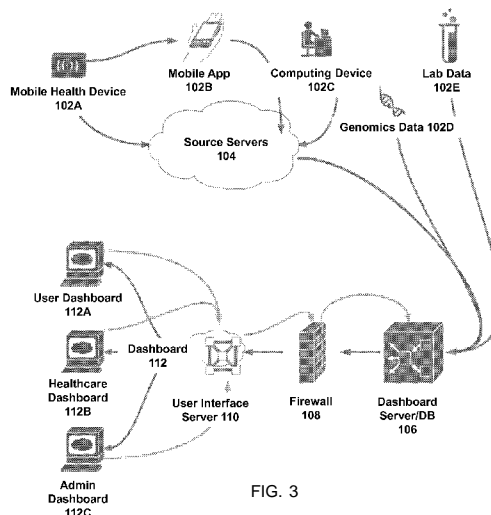 Mobile Health Device
102A
Mobile App
102B
Computing Device
102C
Lab Data
102E
Genomics Data 102D
Source Servers
104
User Dashboard
112A
Dashboard
112
Healthcare
Dashboard
112B
User Interface
Server 110
Firewall
108
Dashboard
Server/DB
106
Admin
Dashboard
112C
FIG. 3